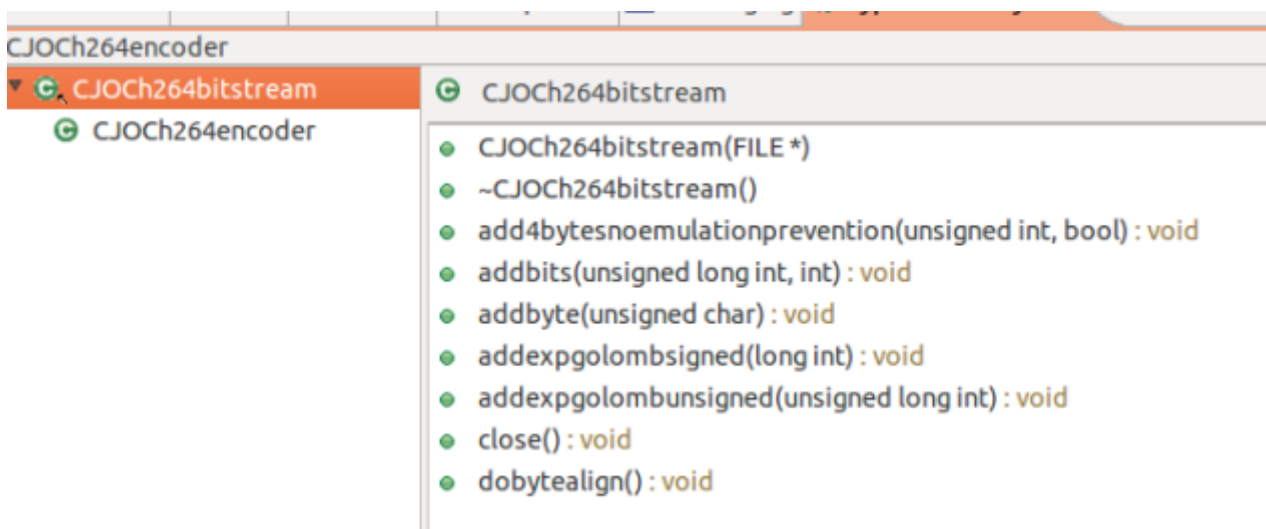 CJOCh264encoder
CJOCh264bitstream
CJOCh264encoder
CJOCh264bitstream
CJOCh264bitstream(FILE *)
~CJOCh264bitstream()
add4bytesnoemulationprevention(unsigned int, bool) : void
addbits(unsigned long int, int) : void
addbyte(unsigned char) : void
addexpgolombsigned(long int) : void
addexpgolombunsigned(unsigned long int) : void
close() : void
dobytealign() : void